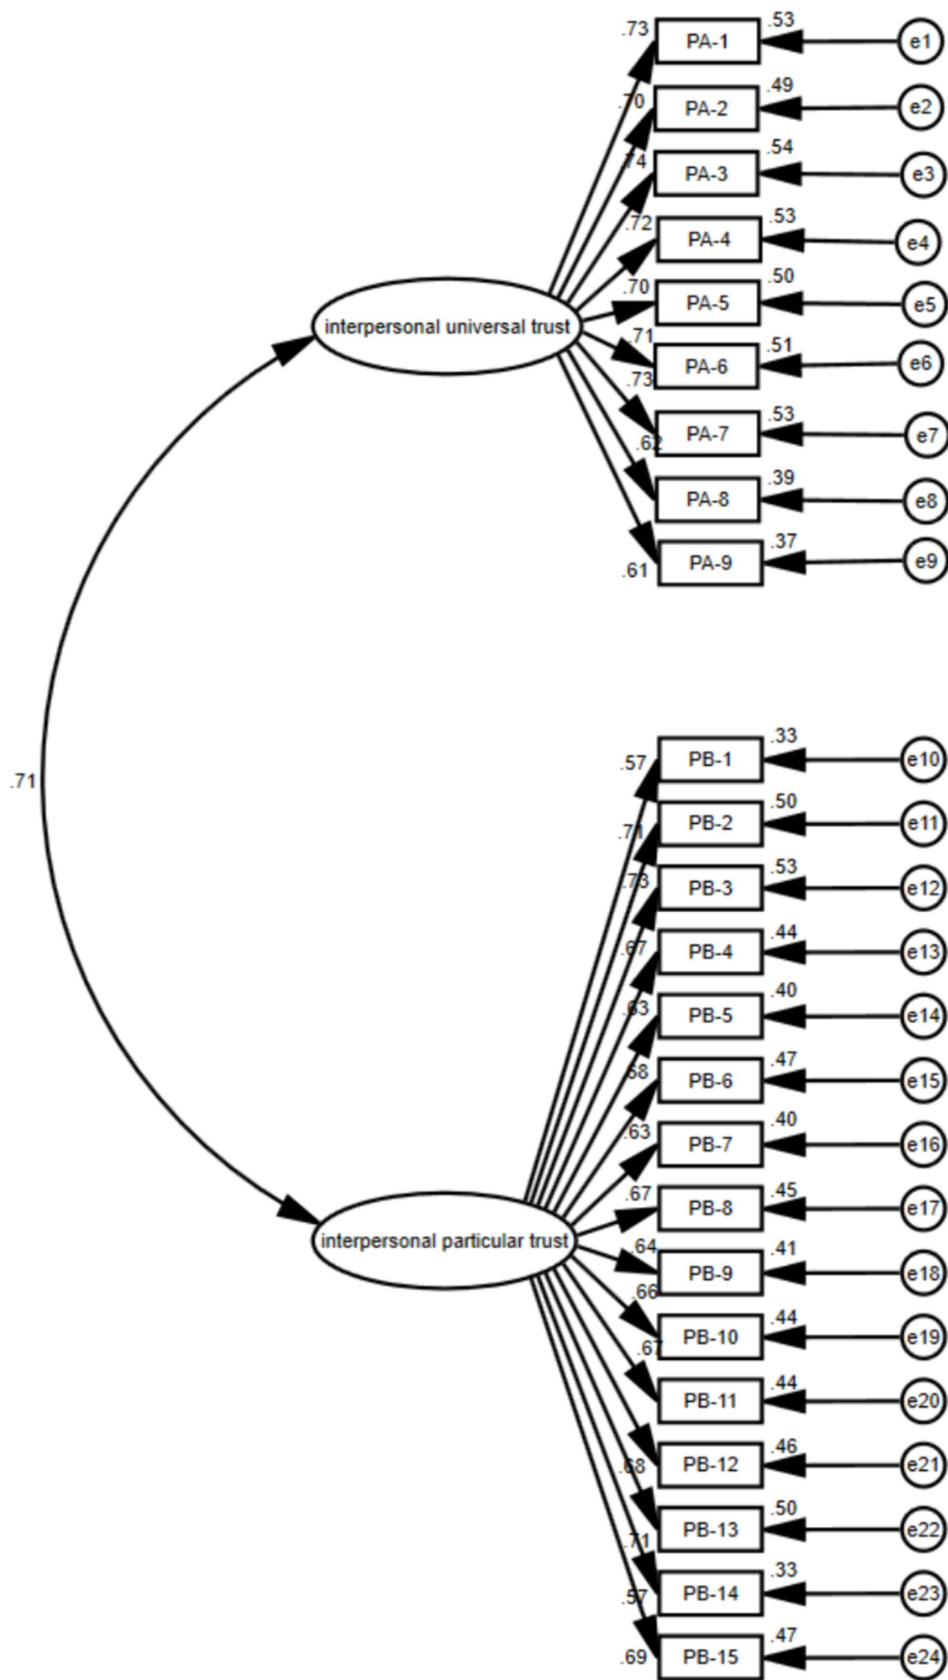 .73 PA-1 .53 e1
.70 PA-2 .49 e2
.74 PA-3 .54 e3
.72 PA-4 .53 e4
.70 PA-5 .50 e5
interpersonal universal trust
.71 PA-6 .51 e6
.73 PA-7 .53 e7
.62 PA-8 .39 e8
.61 PA-9 .37 e9
.71
.57 PB-1 .33 e10
.71 PB-2 .50 e11
.73 PB-3 .53 e12
.67 PB-4 .44 e13
.63 PB-5 .40 e14
.68 PB-6 .47 e15
.63 PB-7 .40 e16
.67 PB-8 .45 e17
interpersonal particular trust
.64 PB-9 .41 e18
.66 PB-10 .44 e19
.67 PB-11 .44 e20
.68 PB-12 .46 e21
.71 PB-13 .50 e22
.57 PB-14 .33 e23
.69 PB-15 .47 e24